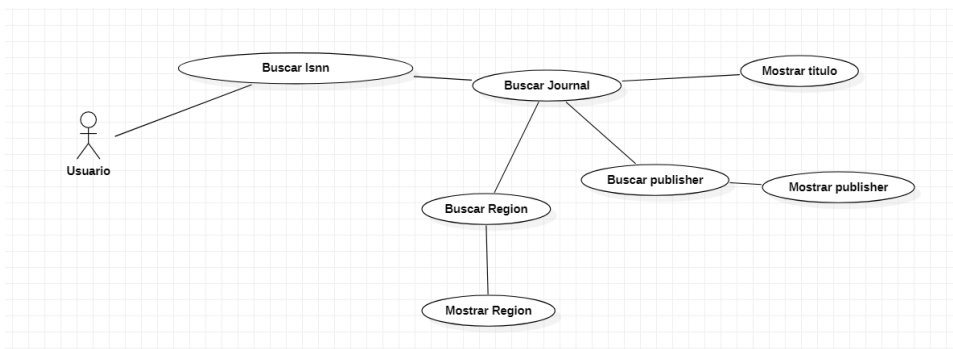 Buscar Isnn
Buscar Journal
Mostrar titulo
Usuario
Buscar publisher
Mostrar publisher
Buscar Region
Mostrar Region